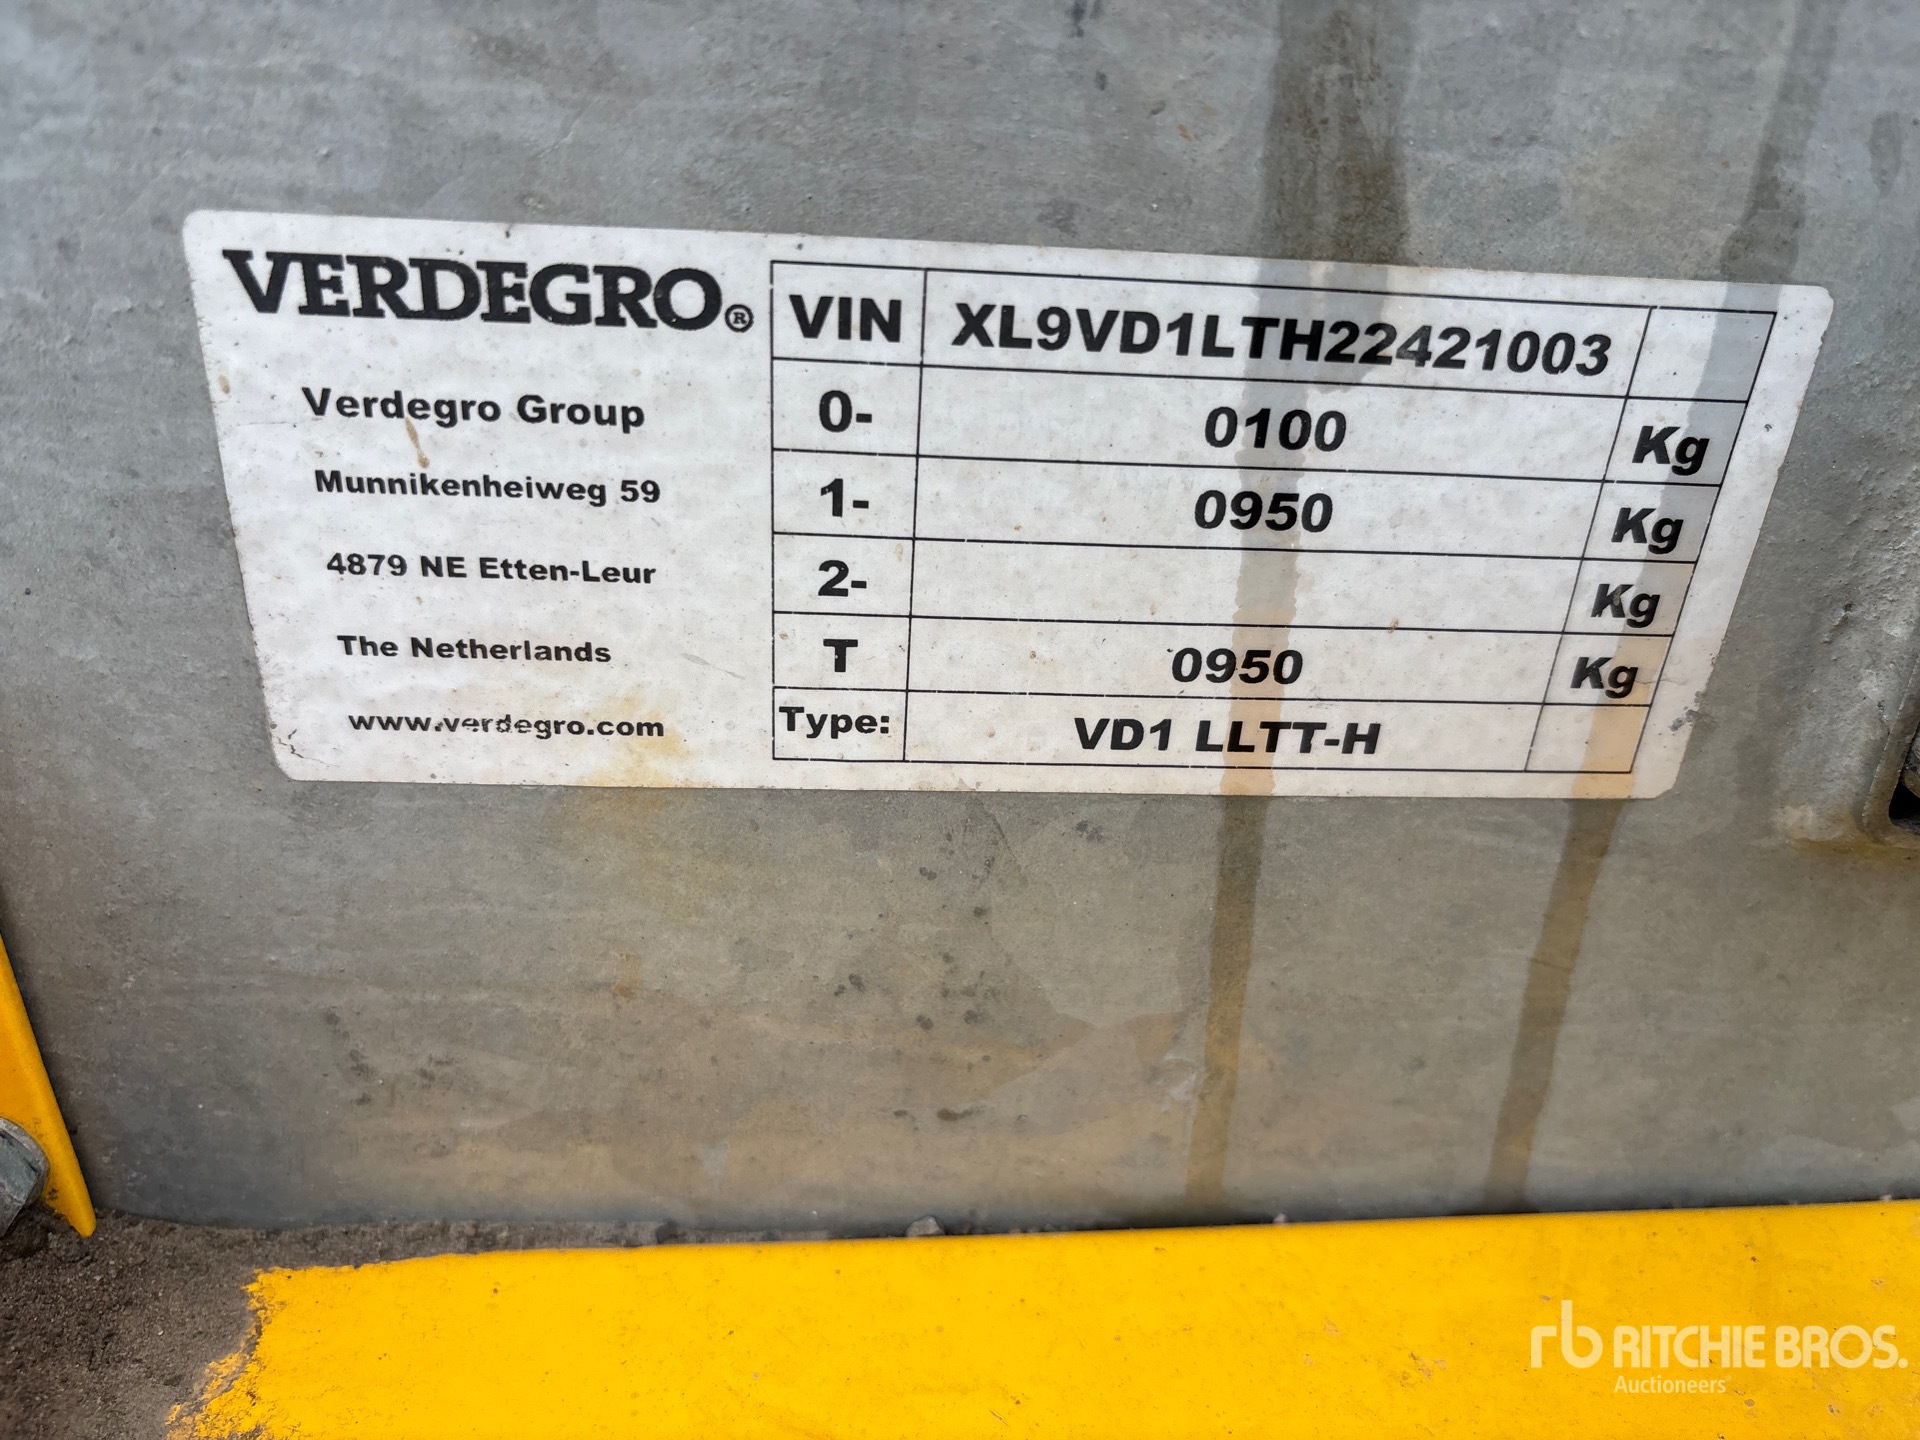 VERDEGRO®
Verdegro Group
Munnikenheiweg 59
4879 NE Etten-Leur
The Netherlands
www.verdegro.com
VIN XL9VD1LTH22421003
0- 0100 Kg
1- 0950 Kg
2- Kg
T 0950 Kg
Type: VD1 LLTT-H
rb RITCHIE BROS.
Auctioneers